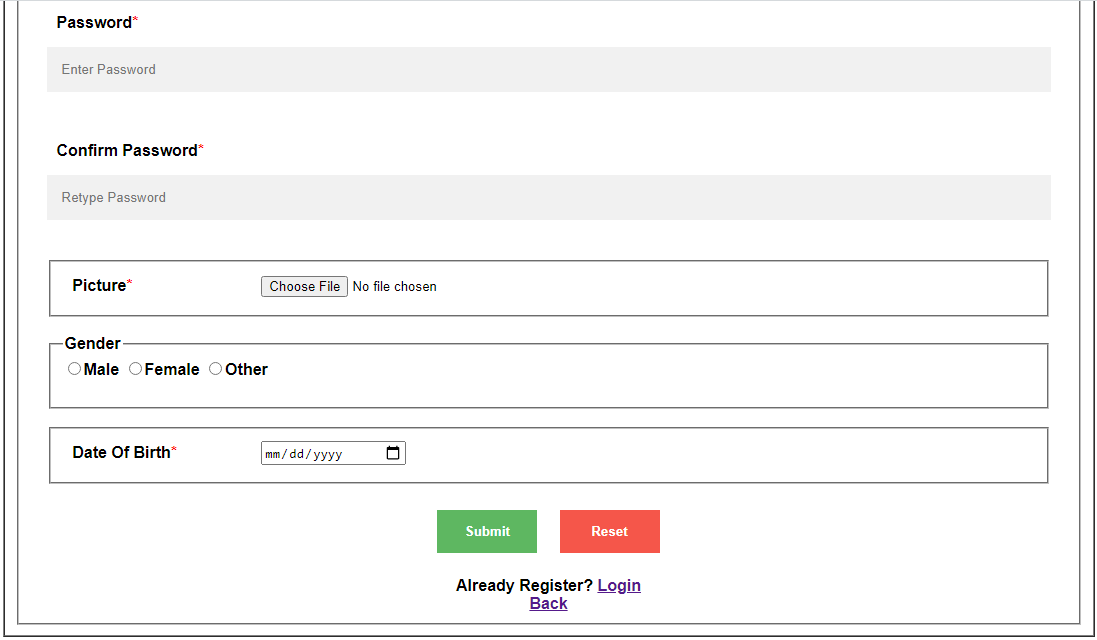 Password*
Enter Password
Confirm Password*
Retype Password
Picture* Choose File No file chosen
Gender
Male Female Other
Date Of Birth* mm/dd/yyyy
Submit Reset
Already Register? Login
Back